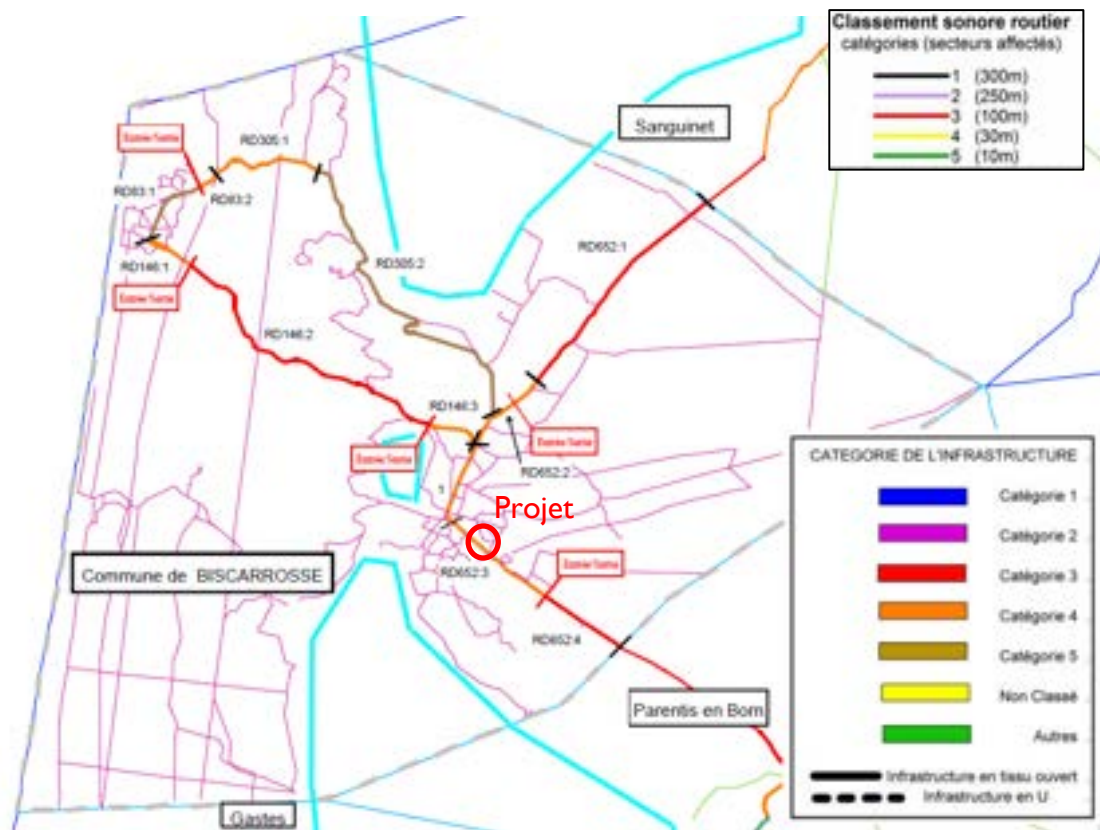 Classement sonore routier
catégories (secteurs affectés)
1 (300m)
2 (250m)
3 (100m)
4 (30m)
5 (10m)
Sanguinet
RD305:1
RD83:1
RD83:2
RD146:1
RD652:1
RD305:2
RD146:2
RD146:3
RD652:2
1
Projet
RD652:3
Commune de BISCARROSSE
RD652:4
Parentis en Born
Gastes
CATEGORIE DE L'INFRASTRUCTURE
Catégorie 1
Catégorie 2
Catégorie 3
Catégorie 4
Catégorie 5
Non Classé
Autres
Infrastructure en tissu ouvert
Infrastructure en U